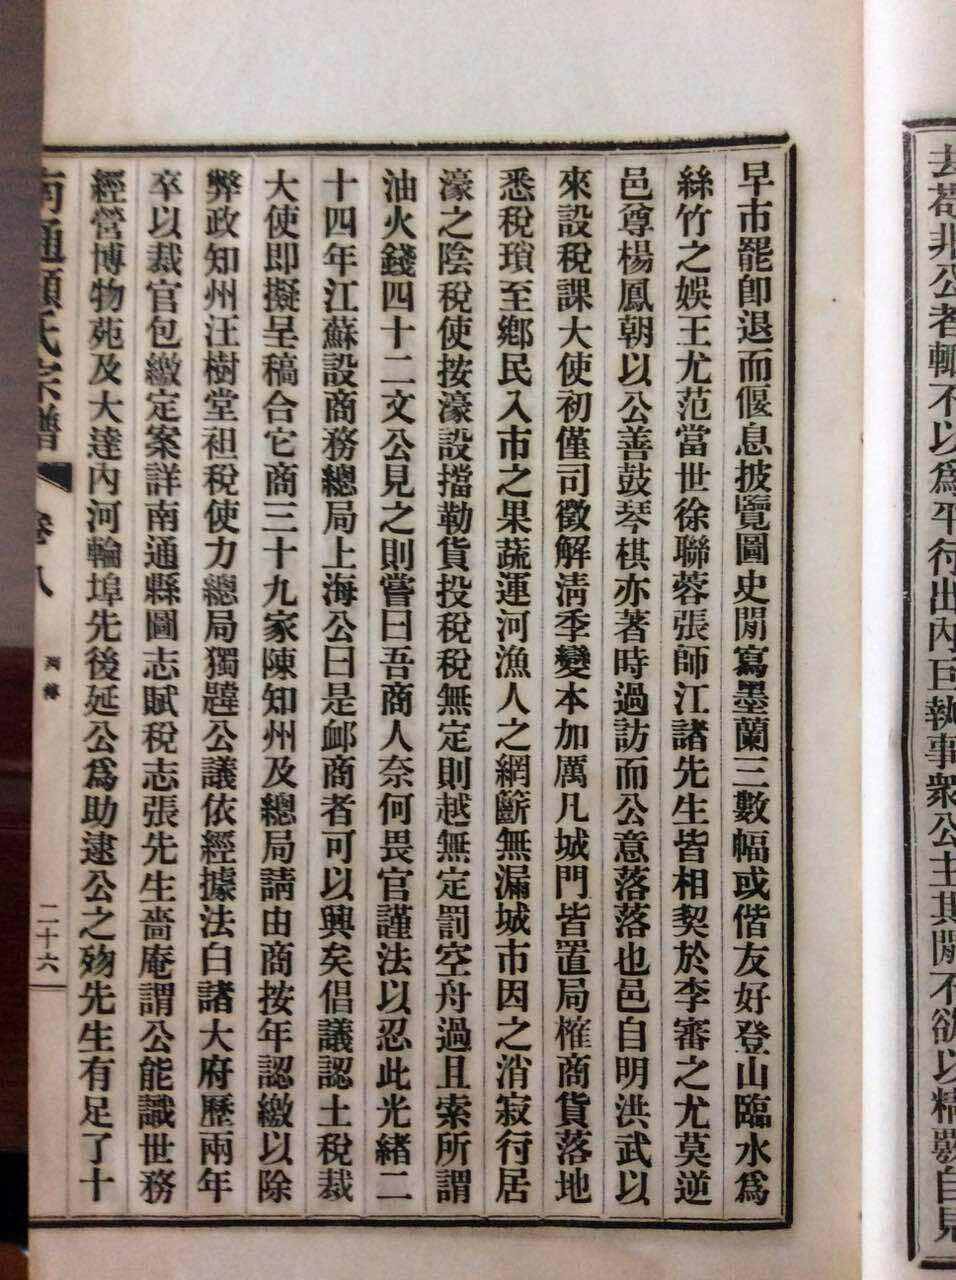 去苟非公者輒不以爲平行出內巨執事衆公主其閒不欲以精覈自見
早市罷卽退而偃息披覽圖史閒寫墨蘭三數幅或偕友好登山臨水爲
絲竹之娛王尤范當世徐聯蓉張師江諸先生皆相契於李審之尤莫逆
邑尊楊鳳朝以公善鼓琴棋亦著時過訪而公意落落也邑自明洪武以
來設稅課大使初僅司徵解清季變本加厲凡城門皆置局榷商貨落地
悉稅瑣至鄉民入市之果蔬運河漁人之網籪無漏城市因之消寂行居
濠之陰稅使按濠設擋勒貨投稅稅無定則越無定罰空舟過且索所謂
油火錢四十二文公見之則嘗曰吾商人奈何畏官謹法以忍此光緒二
十四年江蘇設商務總局上海公曰是卹商者可以興矣倡議認土稅裁
大使卽擬呈稿合它商三十九家陳知州及總局請由商按年認繳以除
弊政知州汪樹堂袒稅使力總局獨韙公議依經據法白諸大府歷兩年
卒以裁官包繳定案詳南通縣圖志賦稅志張先生嗇庵謂公能識世務
經營博物苑及大達內河輪埠先後延公爲助逮公之歾先生有足了十
南通顧氏宗譜 卷八 列傳 二十六